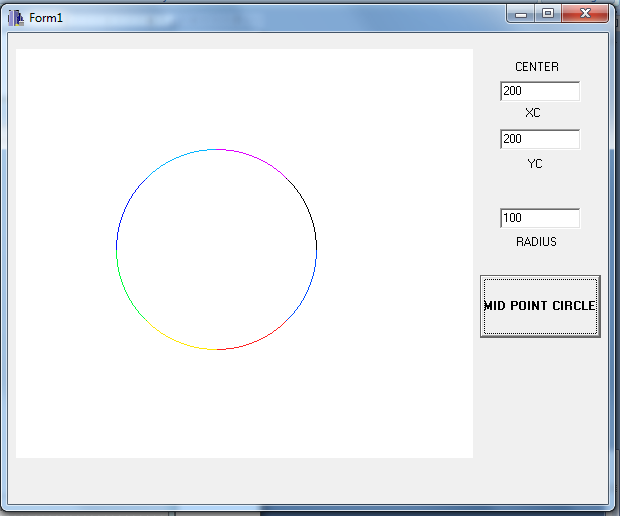 Form1
CENTER
200
XC
200
YC
100
RADIUS
MID POINT CIRCLE